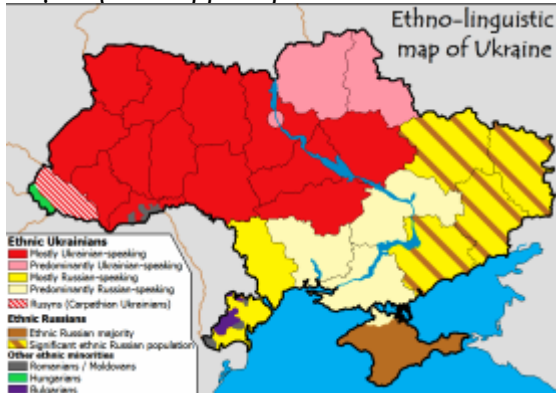 Ethno-linguistic
map of Ukraine
Ethnic Ukrainians
Mostly Ukrainian-speaking
Predominantly Ukrainian-speaking
Mostly Russian-speaking
Predominantly Russian-speaking
Rusyns (Carpathian Ukrainians)
Ethnic Russians
Ethnic Russian majority
Significant ethnic Russian population
Other ethnic minorities
Romanians / Moldovans
Hungarians
Bulgarians